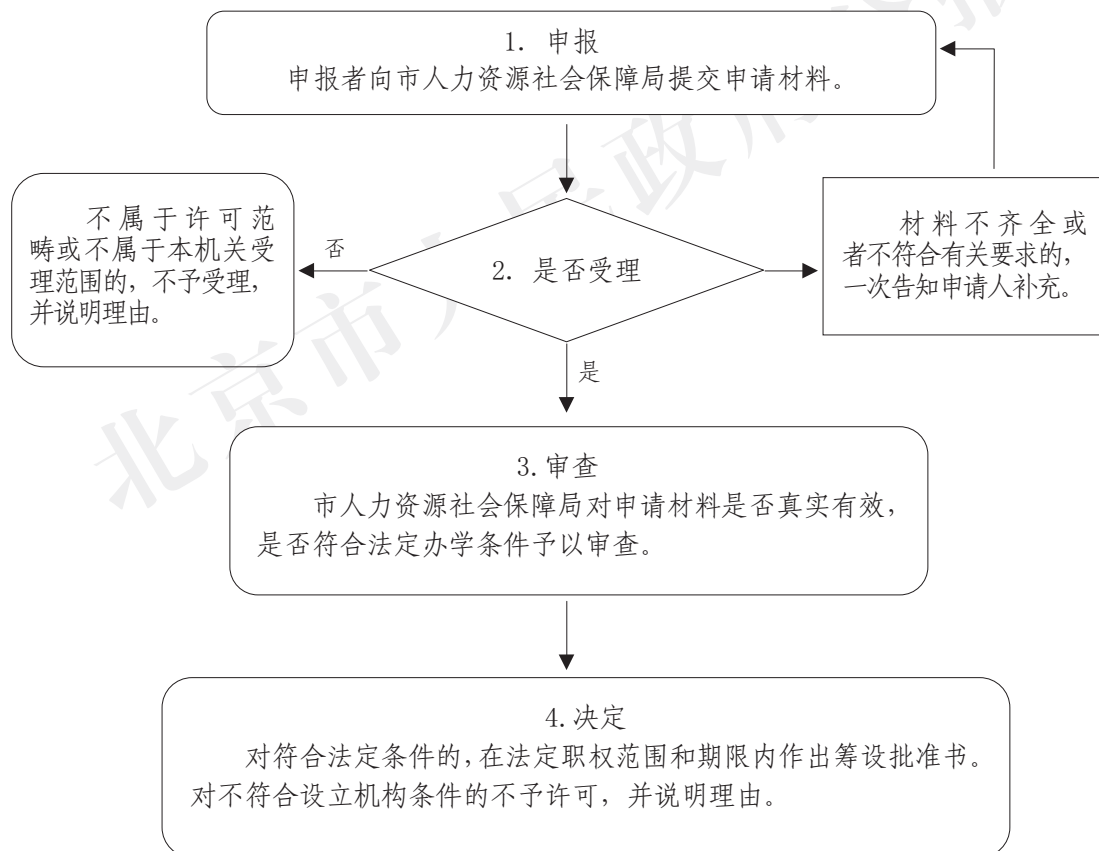 1. 申报
申报者向市人力资源社会保障局提交申请材料。
不属于许可范
畴或不属于本机关受
理范围的，不予受理，
并说明理由。
否
2. 是否受理
材料不齐全或
者不符合有关要求的，
一次告知申请人补充。
是
3.审查
市人力资源社会保障局对申请材料是否真实有效，
是否符合法定办学条件予以审查。
4.决定
对符合法定条件的，在法定职权范围和期限内作出筹设批准书。
对不符合设立机构条件的不予许可，并说明理由。
北京市人民政府